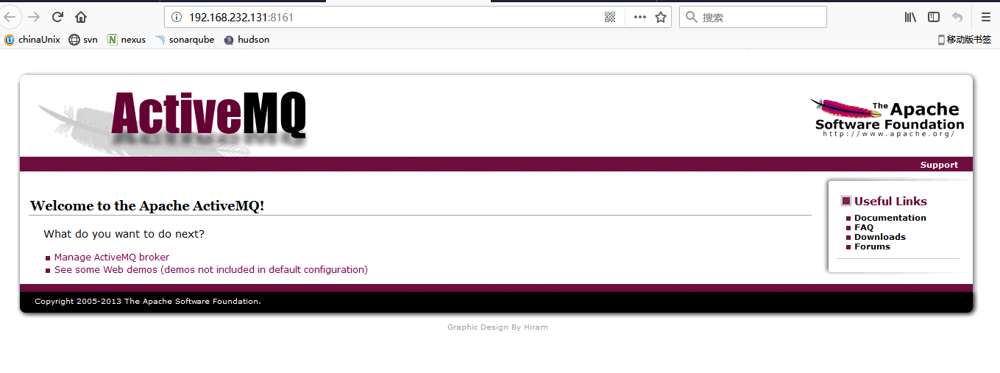 192.168.232.131:8161
搜索
chinaUnix svn nexus sonarqube hudson
移动版书签
ActiveMQ
The Apache
Software Foundation
http://www.apache.org/
Support
Welcome to the Apache ActiveMQ!
What do you want to do next?
Manage ActiveMQ broker
See some Web demos (demos not included in default configuration)
Useful Links
Documentation
FAQ
Downloads
Forums
Copyright 2005-2013 The Apache Software Foundation.
Graphic Design By Hiram